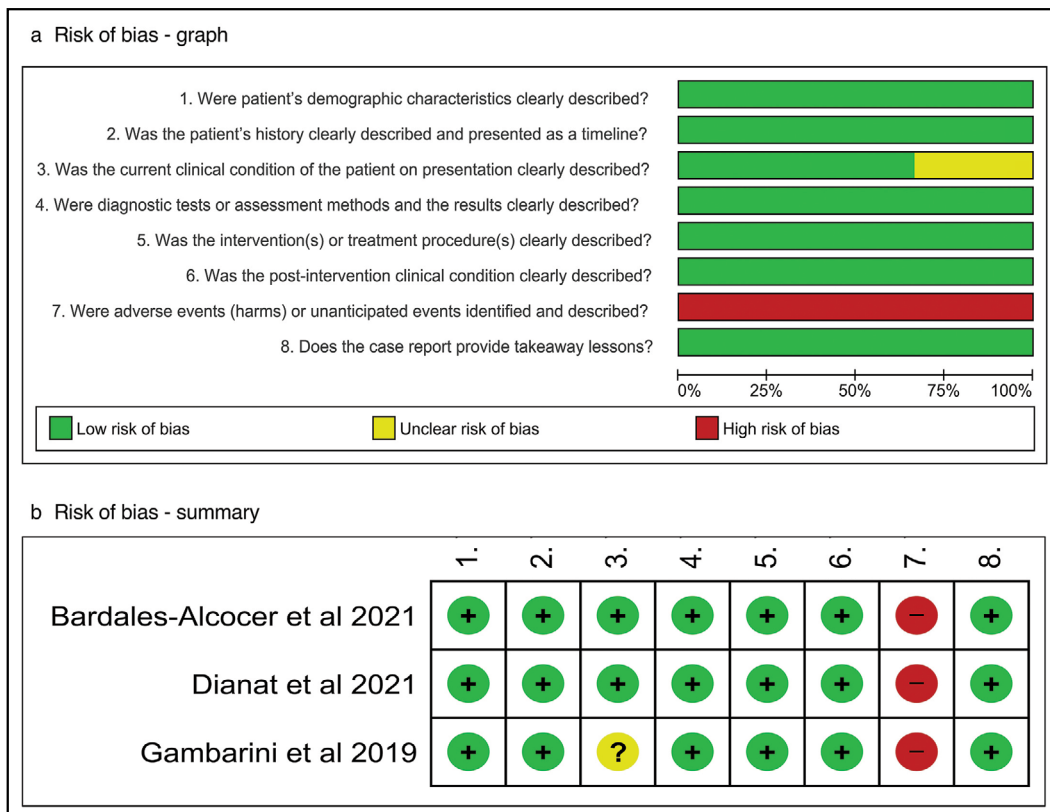 a Risk of bias - graph
1. Were patient's demographic characteristics clearly described?
2. Was the patient's history clearly described and presented as a timeline?
3. Was the current clinical condition of the patient on presentation clearly described?
4. Were diagnostic tests or assessment methods and the results clearly described?
5. Was the intervention(s) or treatment procedure(s) clearly described?
6. Was the post-intervention clinical condition clearly described?
7. Were adverse events (harms) or unanticipated events identified and described?
8. Does the case report provide takeaway lessons?
0% 25% 50% 75% 100%
Low risk of bias Unclear risk of bias High risk of bias
b Risk of bias - summary
1. 2. 3. 4. 5. 6. 7. 8.
Bardales-Alcocer et al 2021 + + + + + + − +
Dianat et al 2021 + + + + + + − +
Gambarini et al 2019 + + ? + + + − +